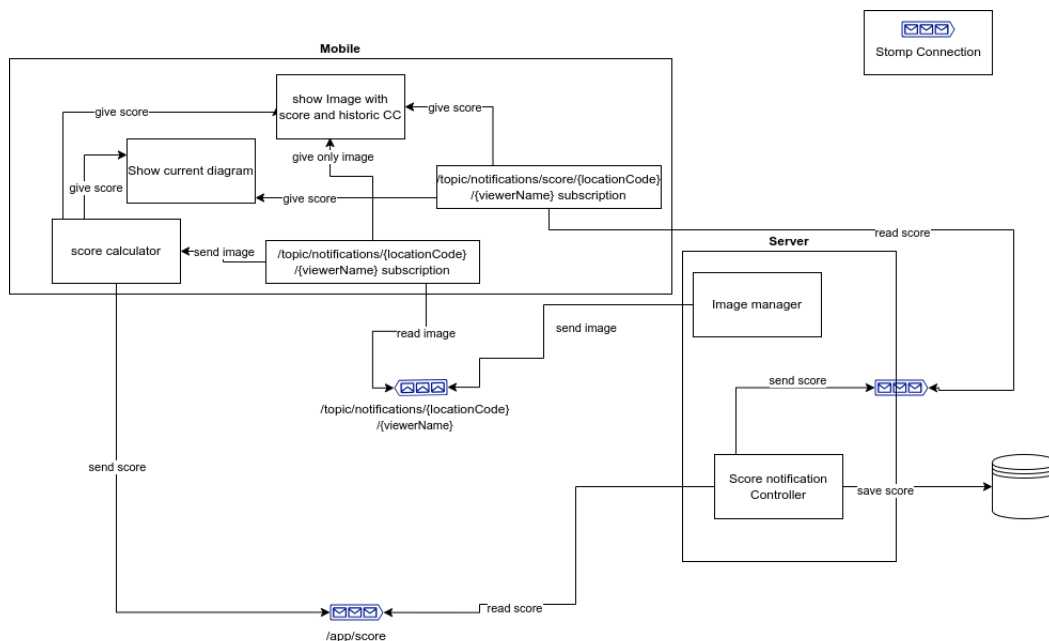 Stomp Connection
Mobile
show Image with
score and historic CC
give score
give score
give only image
Show current diagram
give score
/topic/notifications/score/{locationCode}
/{viewerName} subscription
give score
score calculator
send image
/topic/notifications/{locationCode}
/{viewerName} subscription
read score
Server
Image manager
read image
send image
/topic/notifications/{locationCode}
/{viewerName}
send score
send score
Score notification
Controller
save score
read score
/app/score